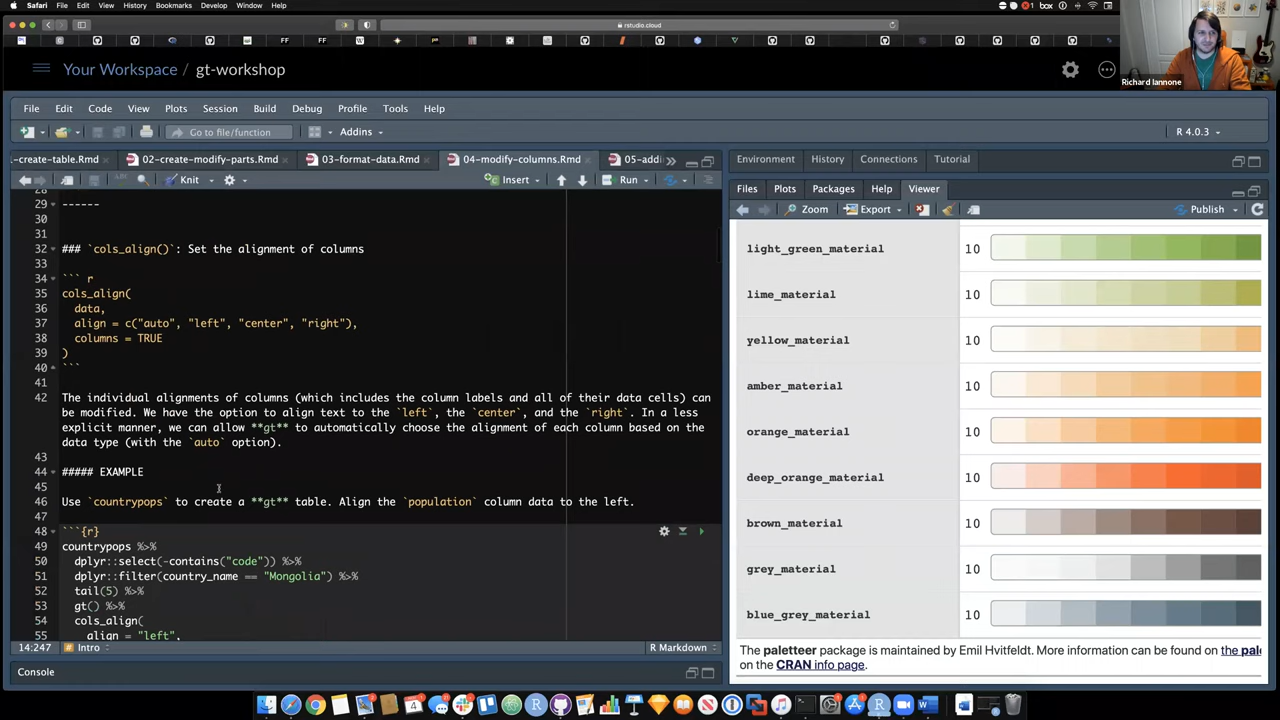 Safari File Edit View History Bookmarks Develop Window Help
box
rstudio.cloud
FF FF
Richard Iannone
Your Workspace / gt-workshop
File Edit Code View Plots Session Build Debug Profile Tools Help
Go to file/function Addins R 4.0.3
-create-table.Rmd 02-create-modify-parts.Rmd 03-format-data.Rmd 04-modify-columns.Rmd 05-addi
Knit Insert Run
28
29 ------
30
31
32 ### `cols_align()`: Set the alignment of columns
33
34 ``` r
35 cols_align(
36 data,
37 align = c("auto", "left", "center", "right"),
38 columns = TRUE
39 )
40 ```
41
42 The individual alignments of columns (which includes the column labels and all of their data cells) can
be modified. We have the option to align text to the `left`, the `center`, and the `right`. In a less
explicit manner, we can allow **gt** to automatically choose the alignment of each column based on the
data type (with the `auto` option).
43
44 ##### EXAMPLE
45
46 Use `countrypops` to create a **gt** table. Align the `population` column data to the left.
47
48 ```{r}
49 countrypops %>%
50 dplyr::select(-contains("code")) %>%
51 dplyr::filter(country_name == "Mongolia") %>%
52 tail(5) %>%
53 gt() %>%
54 cols_align(
55 align = "left",
14:247 Intro R Markdown
Console
Environment History Connections Tutorial
Files Plots Packages Help Viewer
Zoom Export Publish
light_green_material 10
lime_material 10
yellow_material 10
amber_material 10
orange_material 10
deep_orange_material 10
brown_material 10
grey_material 10
blue_grey_material 10
The paletteer package is maintained by Emil Hvitfeldt. More information can be found on the pal
on the CRAN info page.